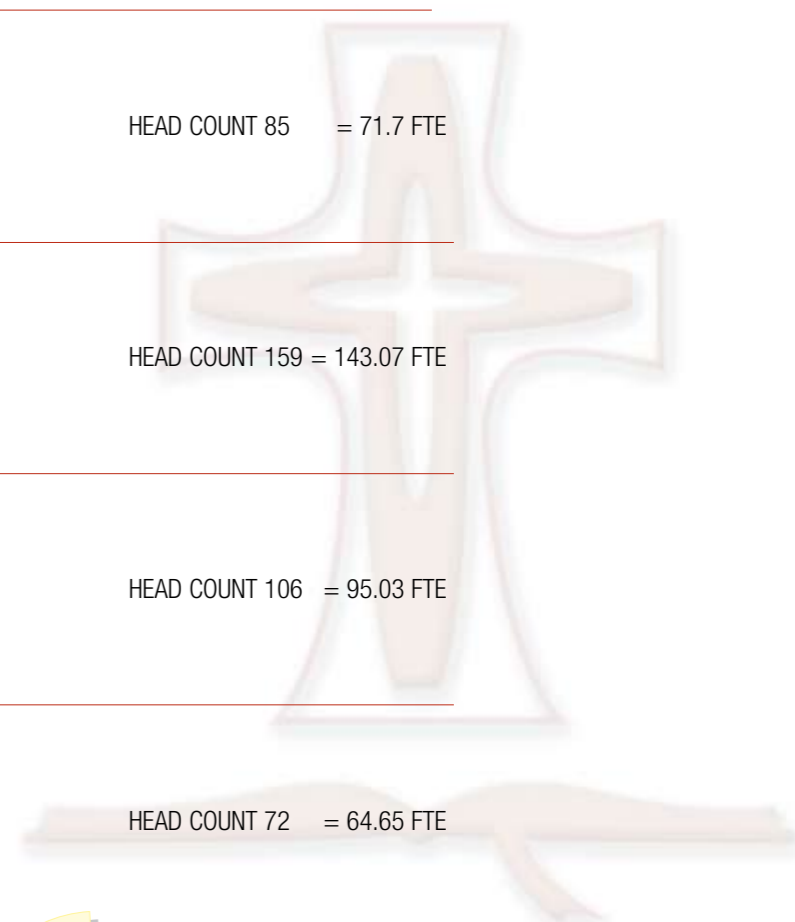 HEAD COUNT 85 = 71.7 FTE
HEAD COUNT 159 = 143.07 FTE
HEAD COUNT 106 = 95.03 FTE
HEAD COUNT 72 = 64.65 FTE